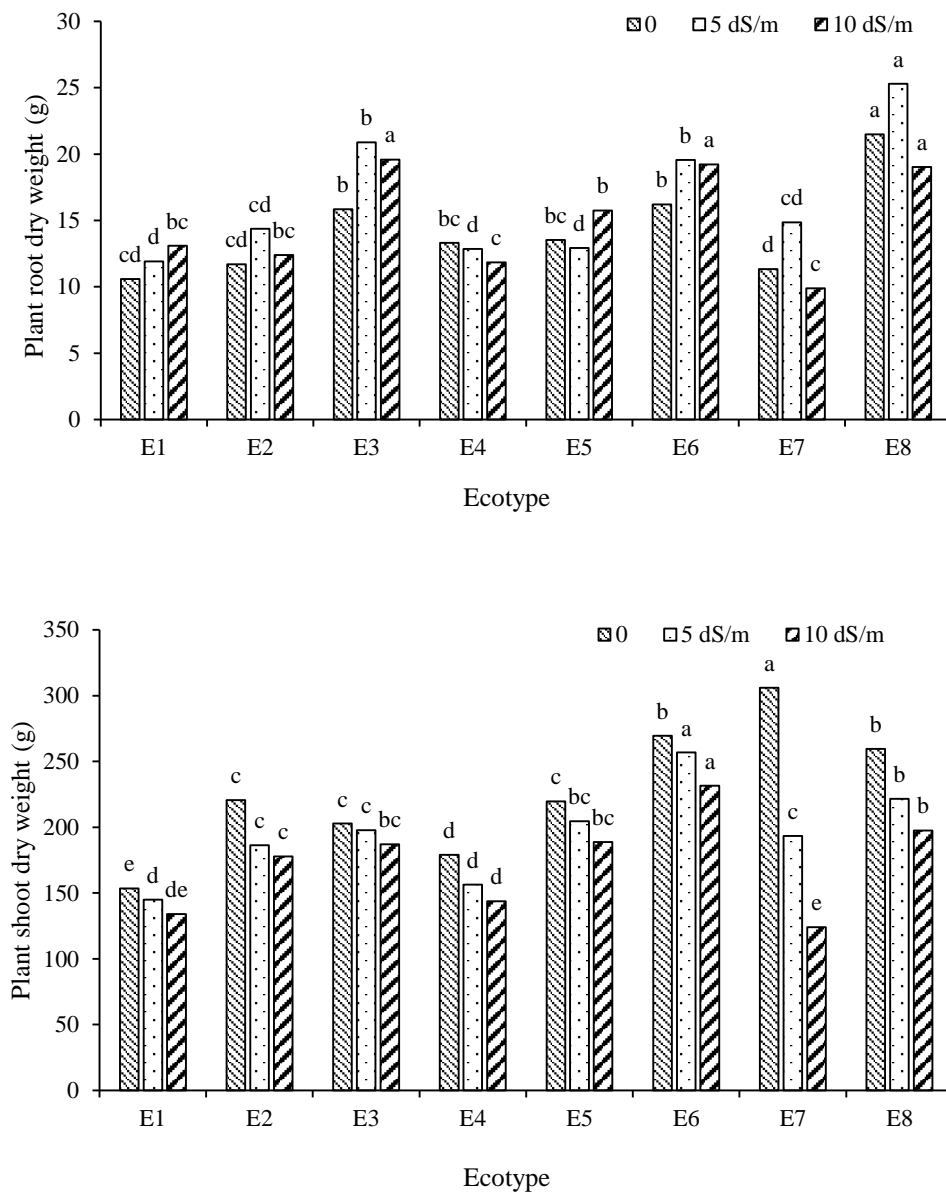 Plant root dry weight (g)
30
25
20
15
10
5
0
0 5 dS/m 10 dS/m
cd d bc
cd cd bc
b b a
bc d c
bc d b
b b a
d cd c
a a a
E1 E2 E3 E4 E5 E6 E7 E8
Ecotype
Plant shoot dry weight (g)
350
300
250
200
150
100
50
0
0 5 dS/m 10 dS/m
e d de
c c c
c c bc
d d d
c bc bc
b a a
a c e
b b b
E1 E2 E3 E4 E5 E6 E7 E8
Ecotype